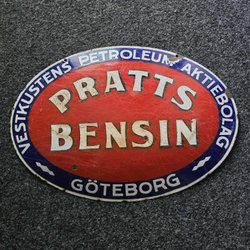 VESTKUSTENS PETROLEUM AKTIEBOLAG
PRATTS
BENSIN
GÖTEBORG